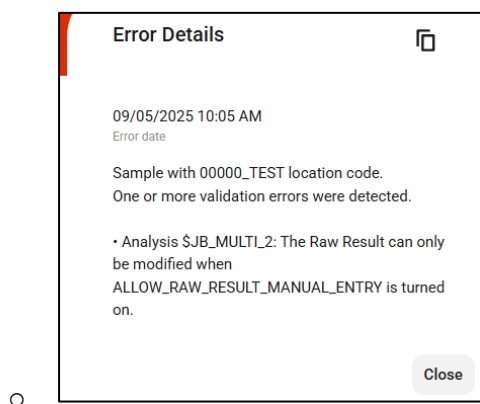 Error Details
09/05/2025 10:05 AM
Error date
Sample with 00000_TEST location code.
One or more validation errors were detected.
• Analysis $JB_MULTI_2: The Raw Result can only
be modified when
ALLOW_RAW_RESULT_MANUAL_ENTRY is turned
on.
Close